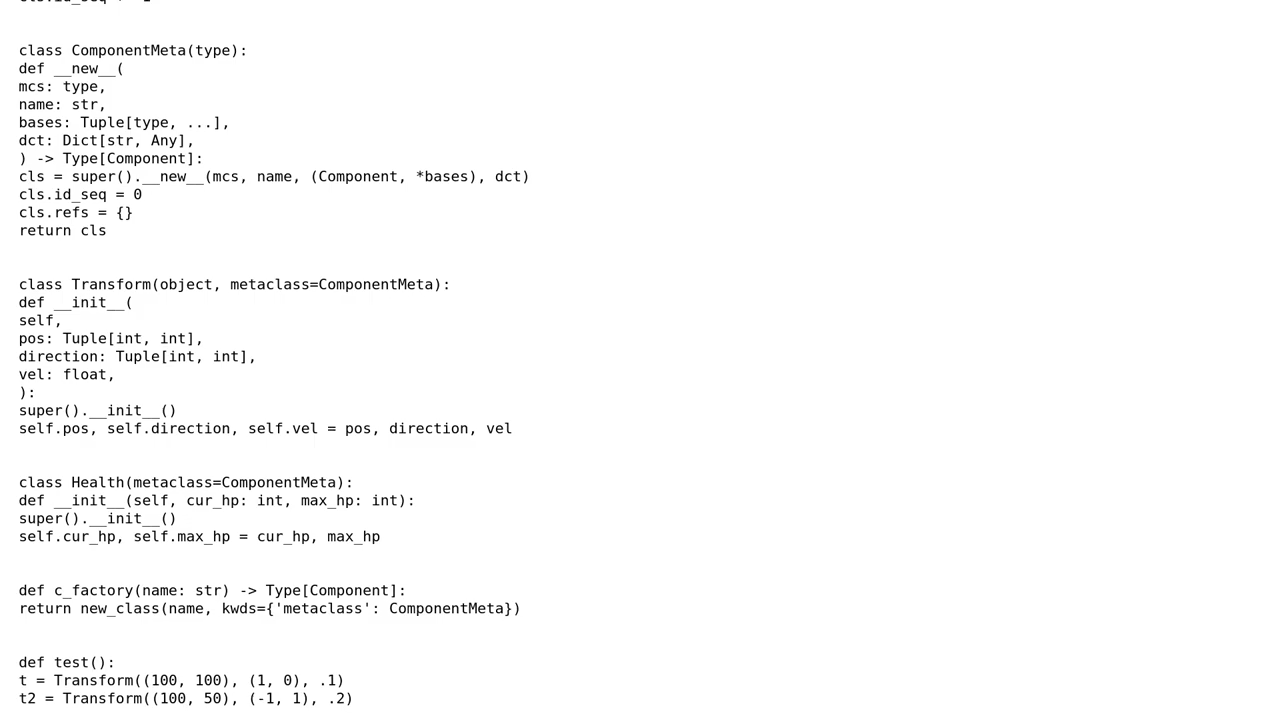 class ComponentMeta(type):
def __new__(
mcs: type,
name: str,
bases: Tuple[type, ...],
dct: Dict[str, Any],
) -> Type[Component]:
cls = super().__new__(mcs, name, (Component, *bases), dct)
cls.id_seq = 0
cls.refs = {}
return cls
class Transform(object, metaclass=ComponentMeta):
def __init__(
self,
pos: Tuple[int, int],
direction: Tuple[int, int],
vel: float,
):
super().__init__()
self.pos, self.direction, self.vel = pos, direction, vel
class Health(metaclass=ComponentMeta):
def __init__(self, cur_hp: int, max_hp: int):
super().__init__()
self.cur_hp, self.max_hp = cur_hp, max_hp
def c_factory(name: str) -> Type[Component]:
return new_class(name, kwds={'metaclass': ComponentMeta})
def test():
t = Transform((100, 100), (1, 0), .1)
t2 = Transform((100, 50), (-1, 1), .2)